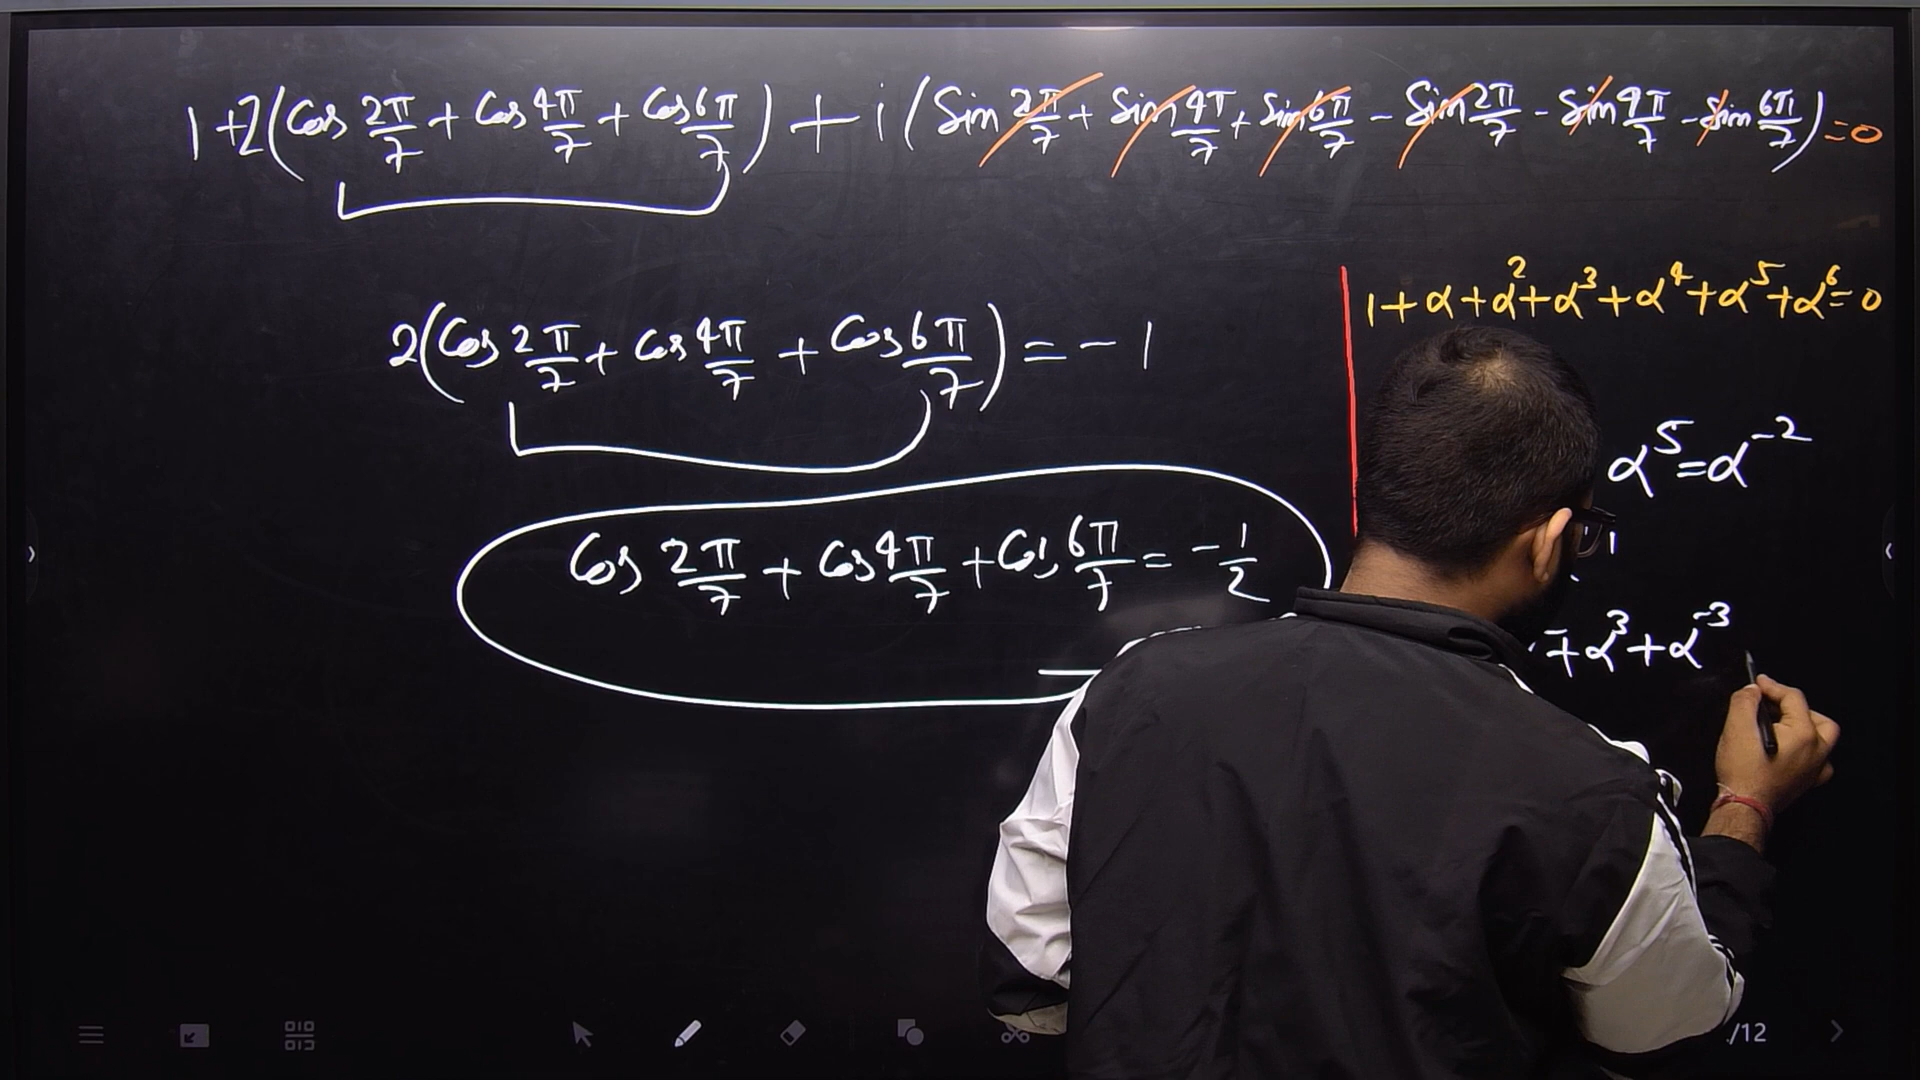 1+2(Cos 2π/7 + Cos 4π/7 + Cos 6π/7) + i(Sin 2π/7 + Sin 4π/7 + Sin 6π/7 - Sin 2π/7 - Sin 4π/7 - Sin 6π/7) = 0
1+α+α²+α³+α⁴+α⁵+α⁶=0
2(Cos 2π/7 + Cos 4π/7 + Cos 6π/7) = -1
α⁵=α⁻²
Cos 2π/7 + Cos 4π/7 + Cos 6π/7 = -1/2
1
+α³+α⁻³
/12